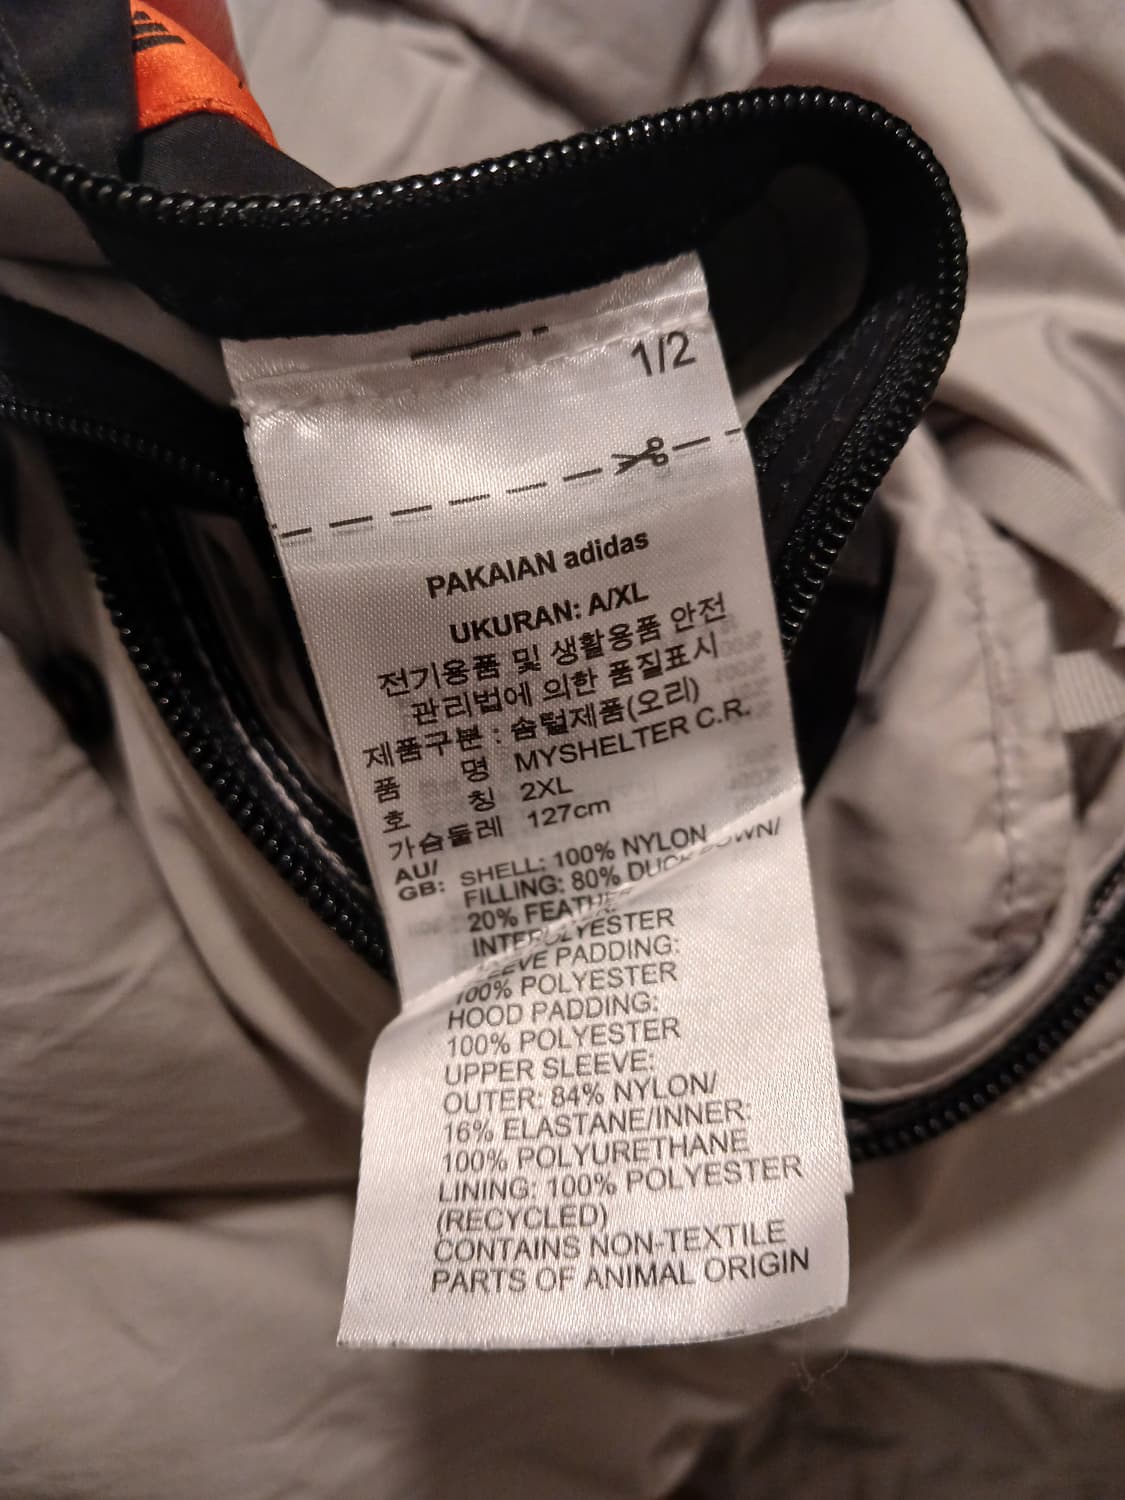 1/2
PAKAIAN adidas
UKURAN: A/XL
전기용품 및 생활용품 안전
관리법에 의한 품질표시
제품구분 : 솜털제품(오리)
품 명 MYSHELTER C.R.
호 칭 2XL
가슴둘레 127cm
AU/
GB: SHELL: 100% NYLON
FILLING: 80%
20%
SLEEVE PADDING:
100% POLYESTER
HOOD PADDING:
100% POLYESTER
UPPER SLEEVE:
OUTER: 84% NYLON/
16% ELASTANE/INNER:
100% POLYURETHANE
LINING: 100% POLYESTER
(RECYCLED)
CONTAINS NON-TEXTILE
PARTS OF ANIMAL ORIGIN